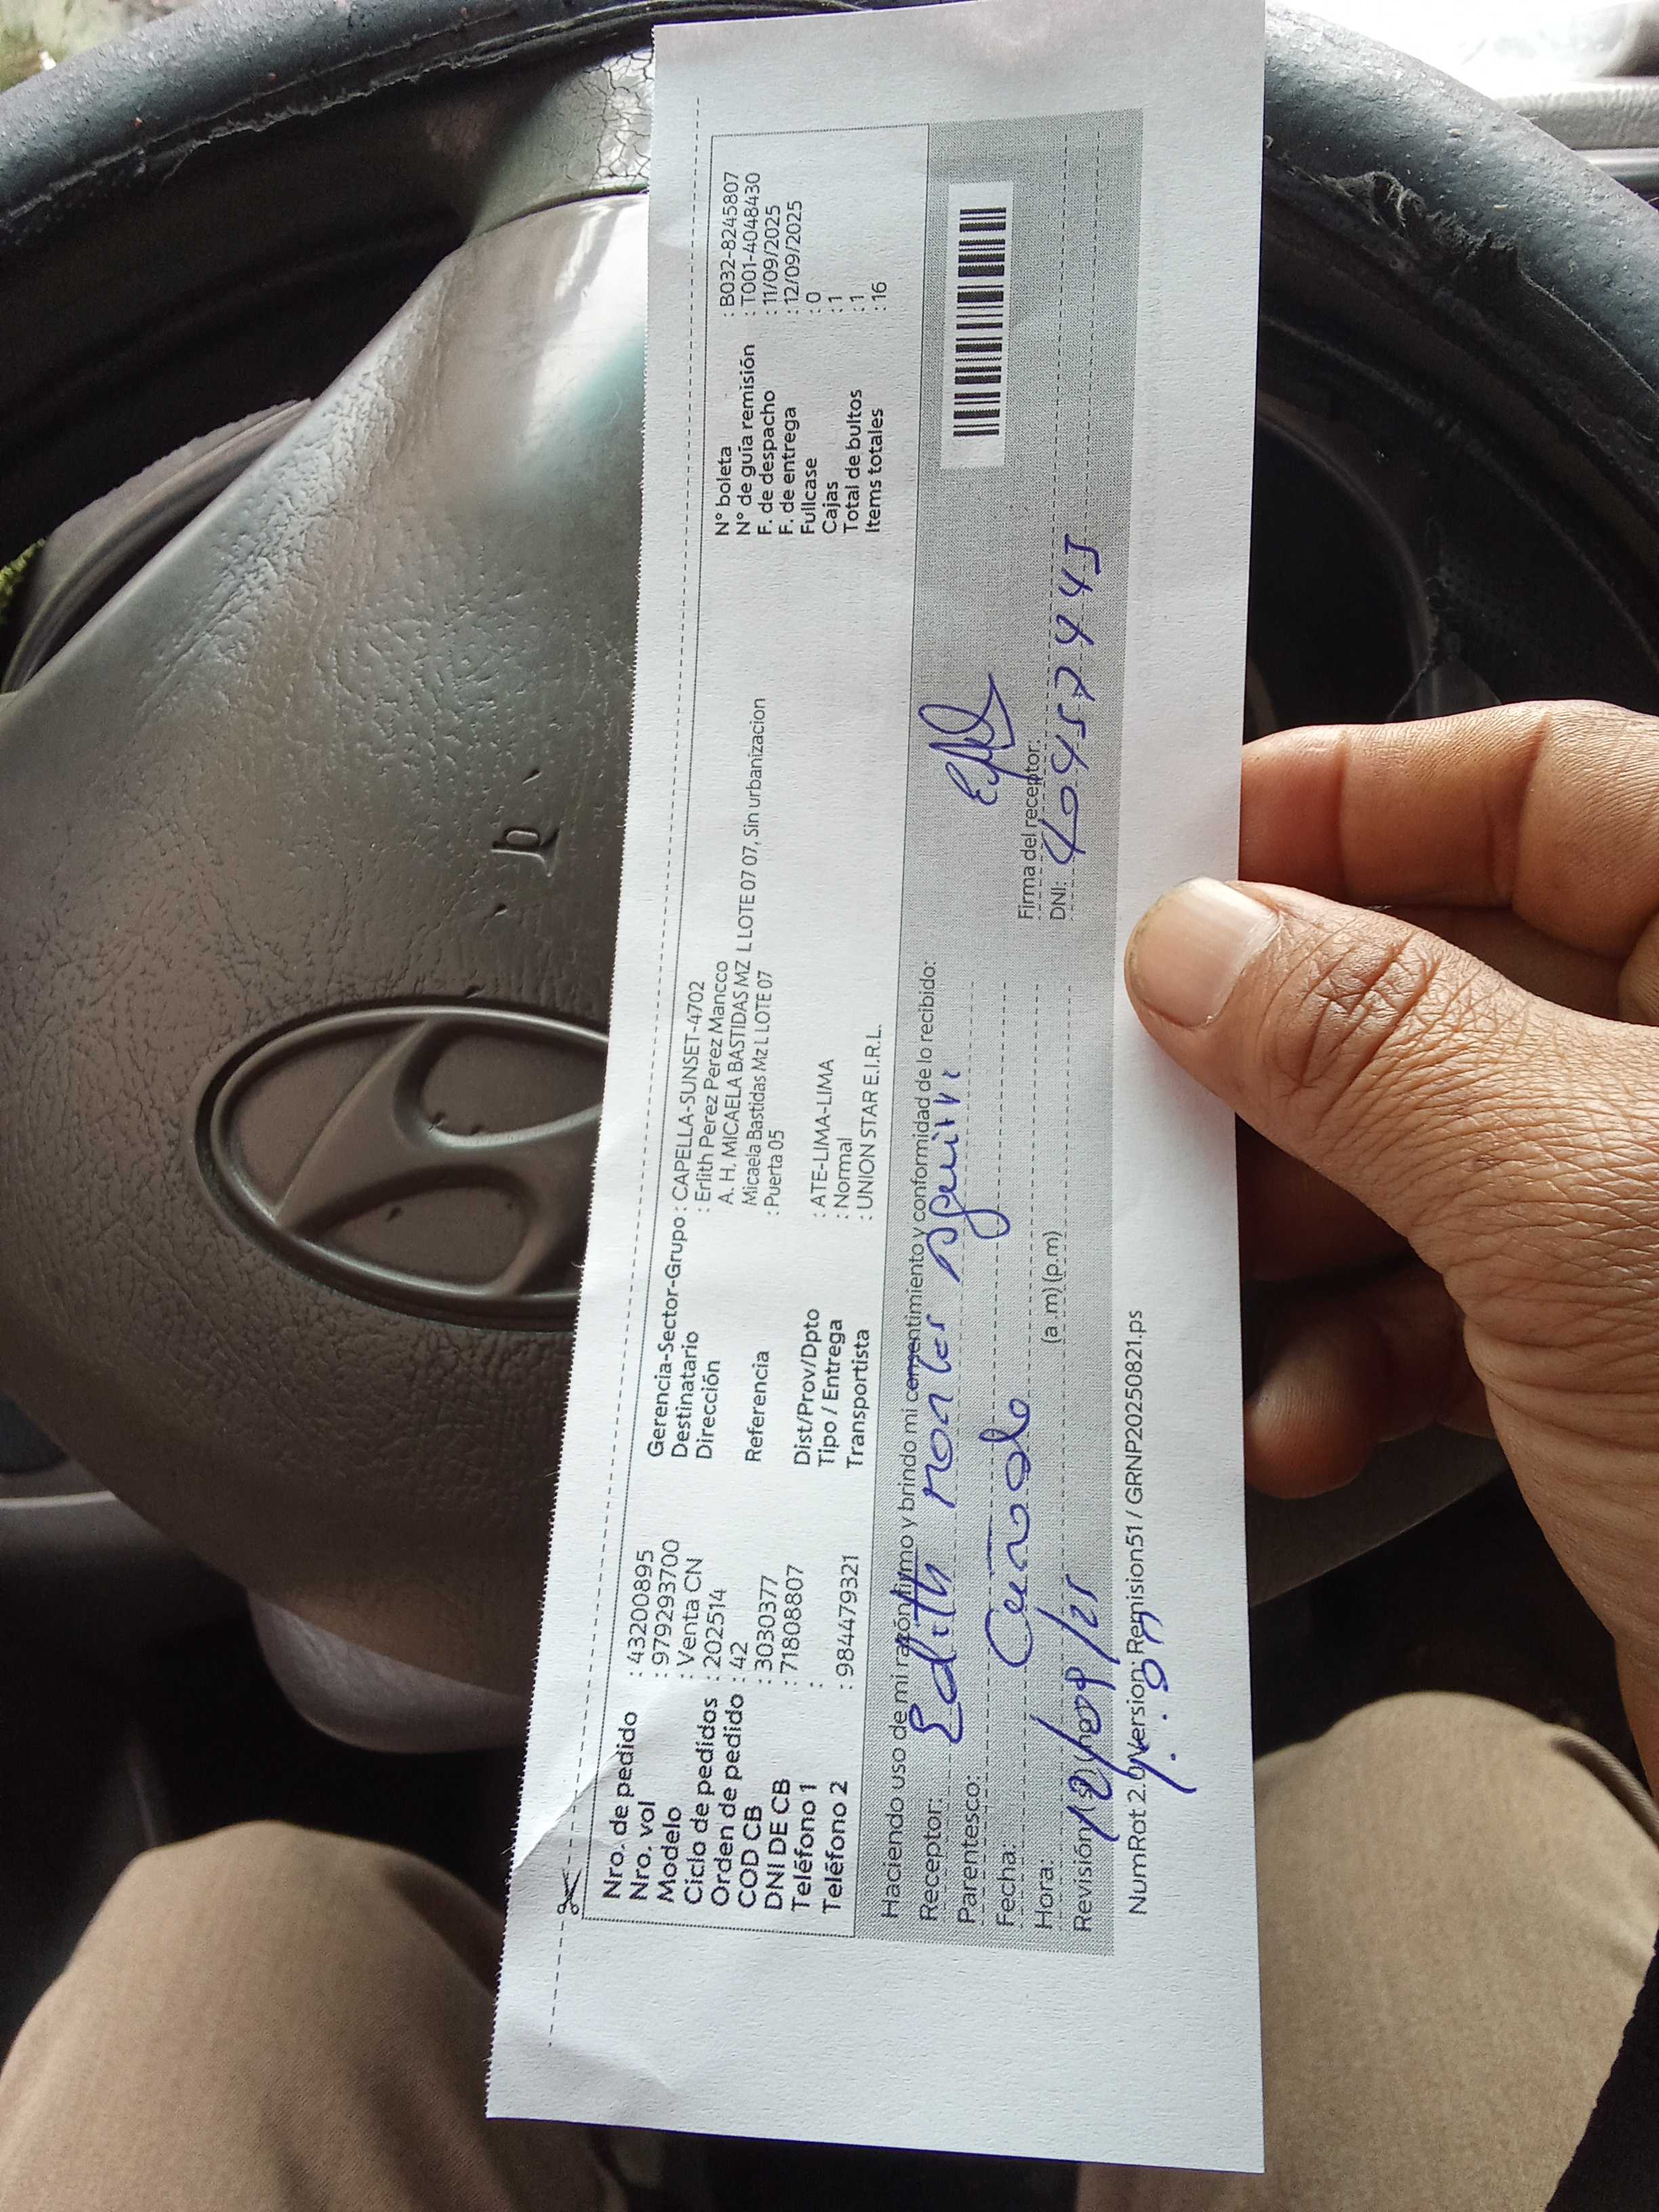 Nro. de pedido : 43200895
Nro. vol : 9792293700
Modelo : Venta CN
Ciclo de pedidos : 202514
Orden de pedido : 42
COD CB : 3030377
DNI DE CB : 71808807
Teléfono 1 :
Teléfono 2 : 984479321
Gerencia-Sector-Grupo : CAPELLA-SUNSET-4702
Destinatario : Erlith Perez Perez Mancco
Dirección A. H. MICAELA BASTIDAS MZ L LOTE 07 07, Sin urbanizacion
Micaela Bastidas Mz L LOTE 07
Referencia : Puerta 05
Dist/Prov/Dpto : ATE-LIMA-LIMA
Tipo / Entrega : Normal
Transportista : UNION STAR E.I.R.L.
N° boleta : B032-8245807
N° de guía remisión : T001-4048430
F. de despacho : 11/09/2025
F. de entrega : 12/09/2025
Fullcase : 0
Cajas : 1
Total de bultos : 1
Items totales : 16
Haciendo uso de mi razón firmo y brindo mi consentimiento y conformidad de lo recibido:
Receptor: Edith Montes
Parentesco: Cuñado
Fecha: 12/09/25
Hora: (a .m) (p.m)
Firma del receptor:
DNI: 40457443
NumRot 2.0/Version: Remision51 / GRNP20250821.ps